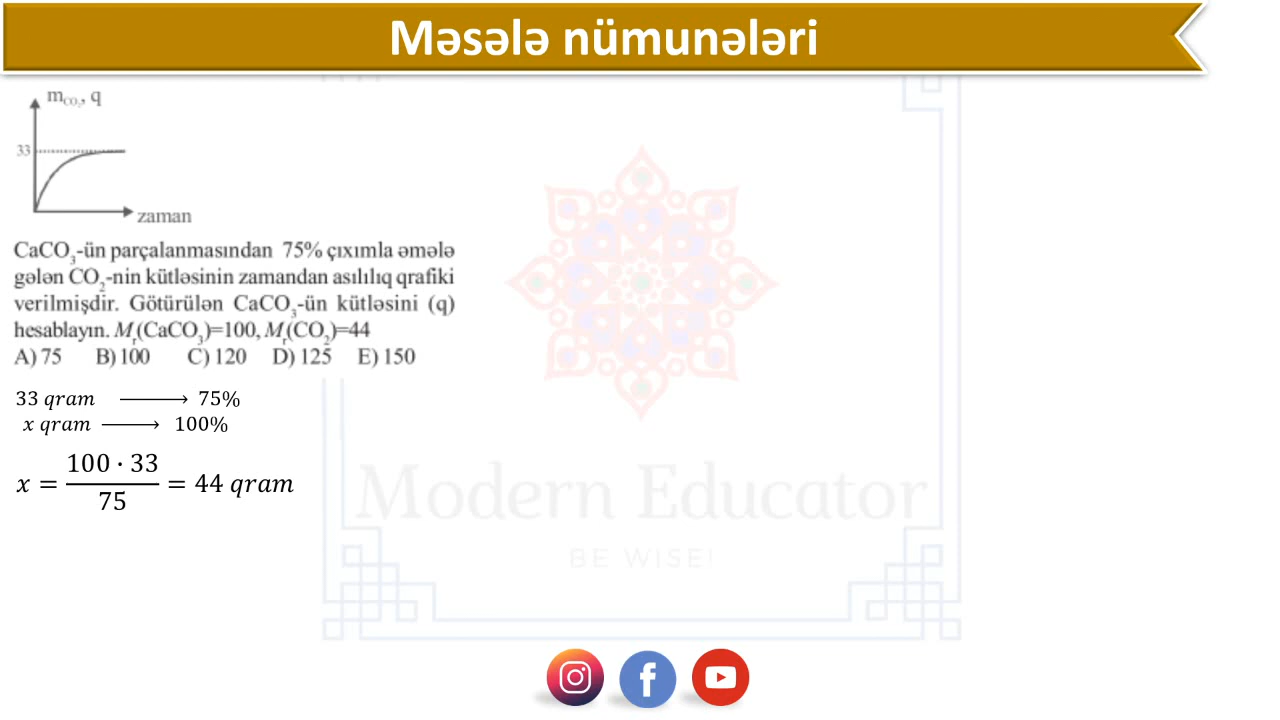 Məsələ nümunələri
m_CO₂, q
33
zaman
CaCO₃-ün parçalanmasından 75% çıxımla əmələ
gələn CO₂-nin kütləsinin zamandan asılılıq qrafiki
verilmişdir. Götürülən CaCO₃-ün kütləsini (q)
hesablayın. Mᵣ(CaCO₃)=100, Mᵣ(CO₂)=44
A) 75 B) 100 C) 120 D) 125 E) 150
33 qram ⟶ 75%
x qram ⟶ 100%
x = (100 · 33)/75 = 44 qram
Modern Educator
BE WISE!